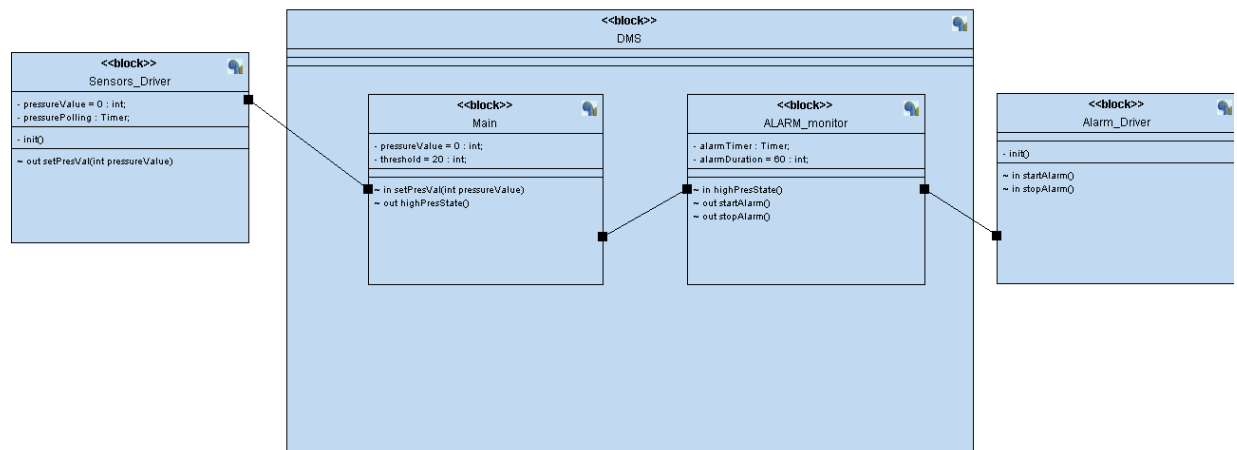 <<block>>
DMS
<<block>>
Sensors_Driver
- pressureValue = 0 : int;
- pressurePolling : Timer;
- init()
~ out setPresVal(int pressureValue)
<<block>>
Main
- pressureValue = 0 : int;
- threshold = 20 : int;
~ in setPresVal(int pressureValue)
~ out highPresState()
<<block>>
ALARM_monitor
- alarmTimer : Timer;
- alarmDuration = 60 : int;
~ in highPresState()
~ out startAlarm()
~ out stopAlarm()
<<block>>
Alarm_Driver
- init()
~ in startAlarm()
~ in stopAlarm()